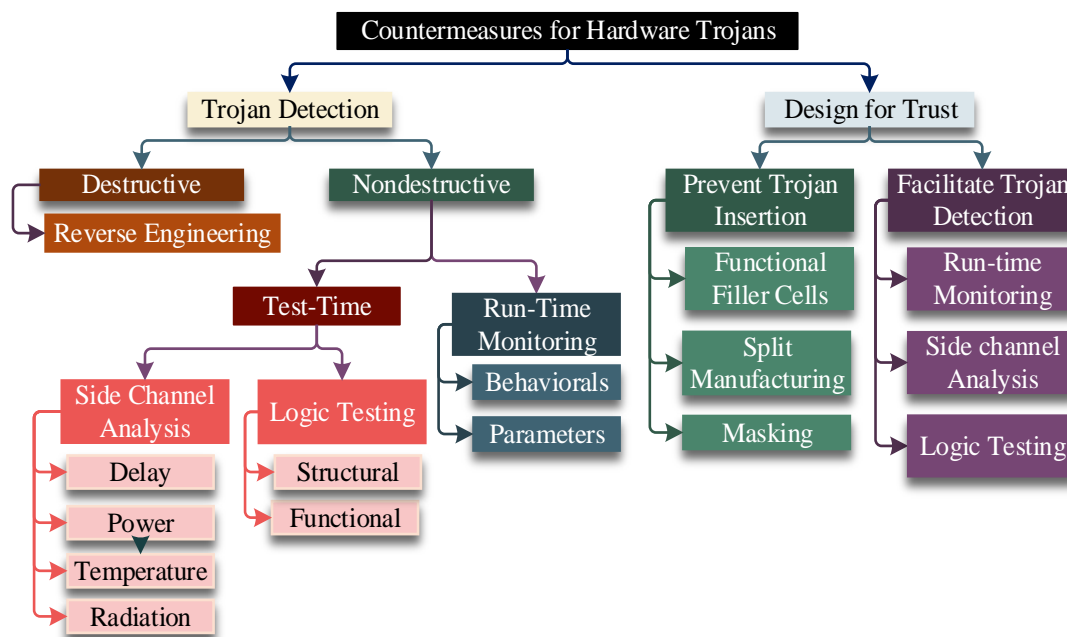 Countermeasures for Hardware Trojans
Trojan Detection
Design for Trust
Destructive
Reverse Engineering
Nondestructive
Test-Time
Side Channel
Analysis
Delay
Power
Temperature
Radiation
Logic Testing
Structural
Functional
Run-Time
Monitoring
Behaviorals
Parameters
Prevent Trojan
Insertion
Functional
Filler Cells
Split
Manufacturing
Masking
Facilitate Trojan
Detection
Run-time
Monitoring
Side channel
Analysis
Logic Testing